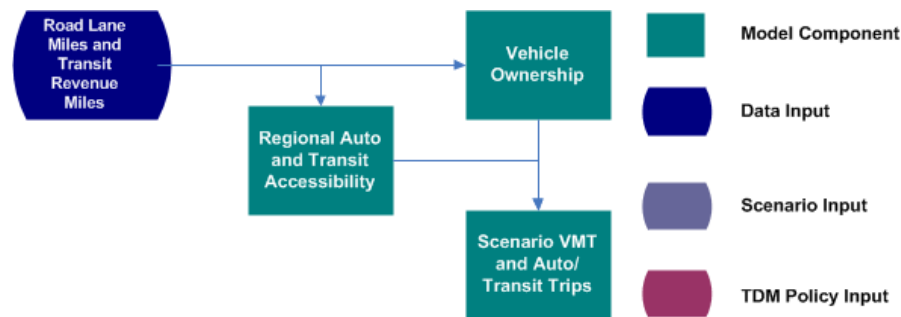 Road Lane
Miles and
Transit
Revenue
Miles
Vehicle
Ownership
Regional Auto
and Transit
Accessibility
Scenario VMT
and Auto/
Transit Trips
Model Component
Data Input
Scenario Input
TDM Policy Input